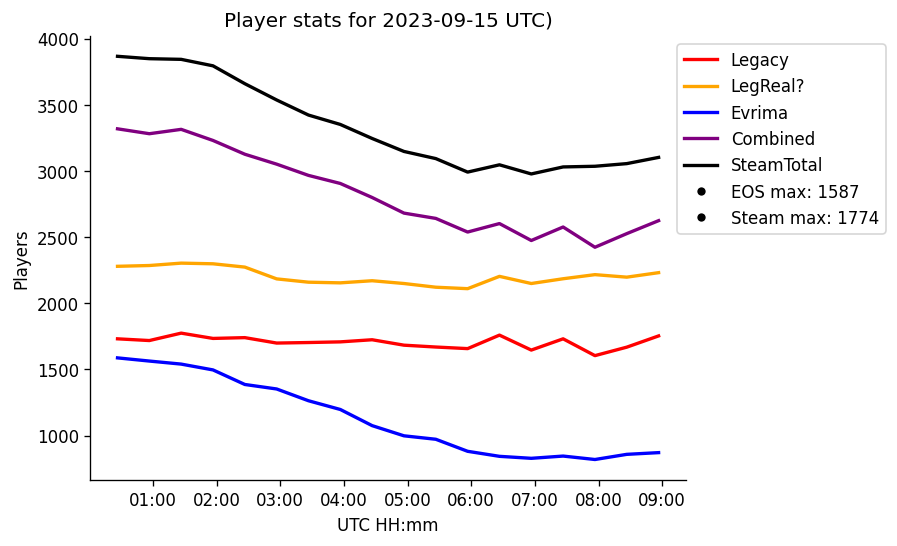 Player stats for 2023-09-15 UTC)
4000
3500
3000
2500
2000
1500
1000
Players
01:00 02:00 03:00 04:00 05:00 06:00 07:00 08:00 09:00
UTC HH:mm
Legacy
LegReal?
Evrima
Combined
SteamTotal
EOS max: 1587
Steam max: 1774